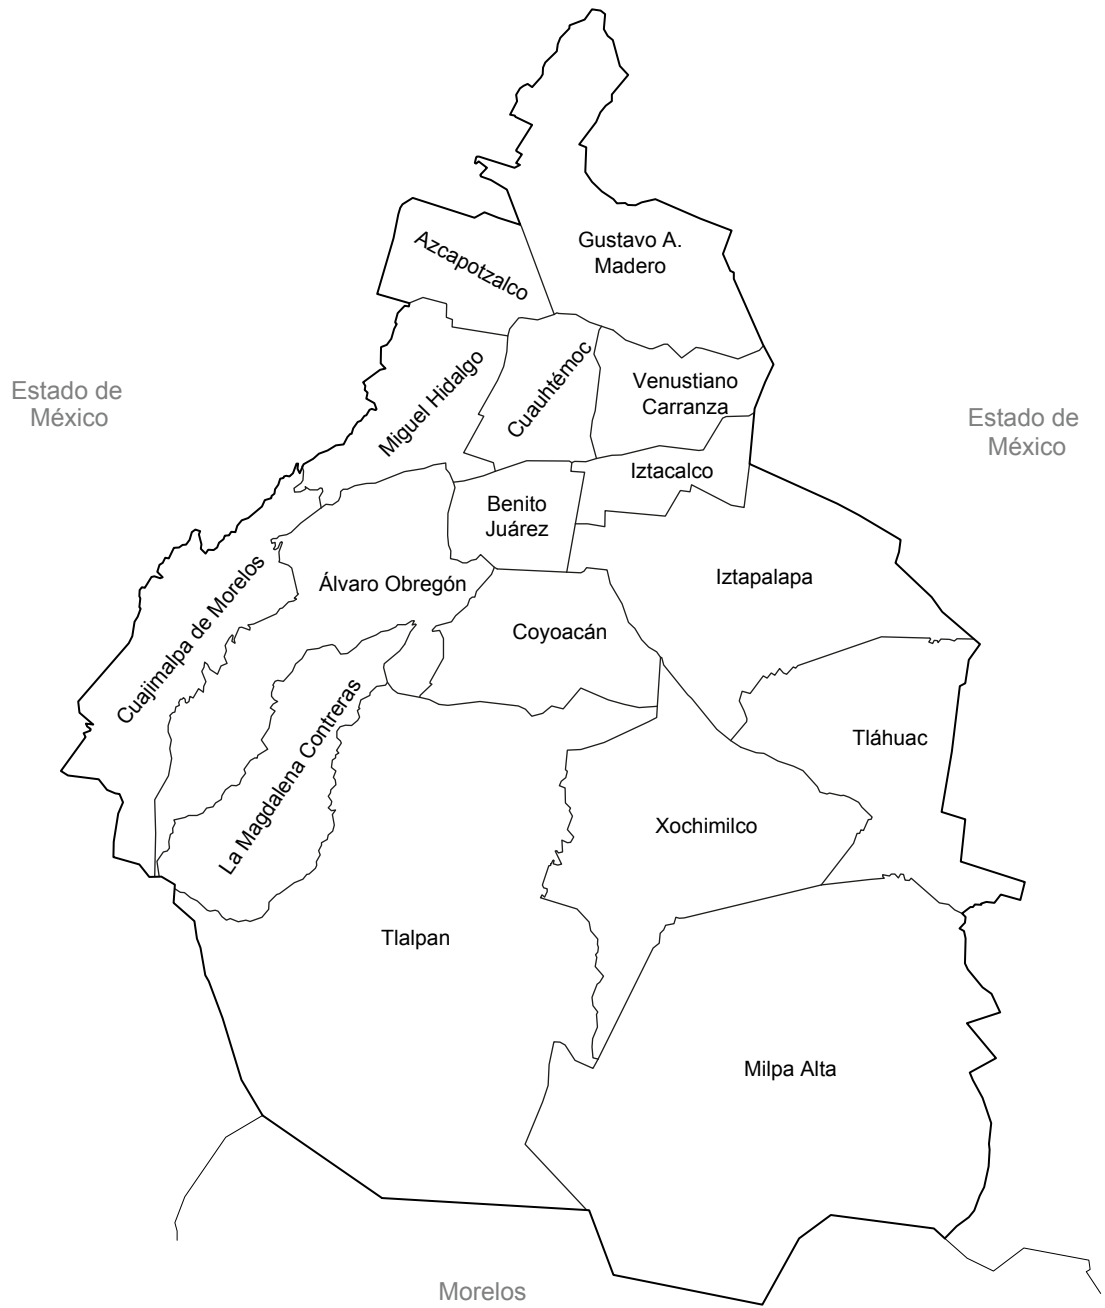 Gustavo A.
Madero
Azcapotzalco
Miguel Hidalgo
Cuauhtémoc
Venustiano
Carranza
Estado de
México
Estado de
México
Iztacalco
Benito
Juárez
Iztapalapa
Álvaro Obregón
Cuajimalpa de Morelos
Coyoacán
La Magdalena Contreras
Tláhuac
Xochimilco
Tlalpan
Milpa Alta
Morelos